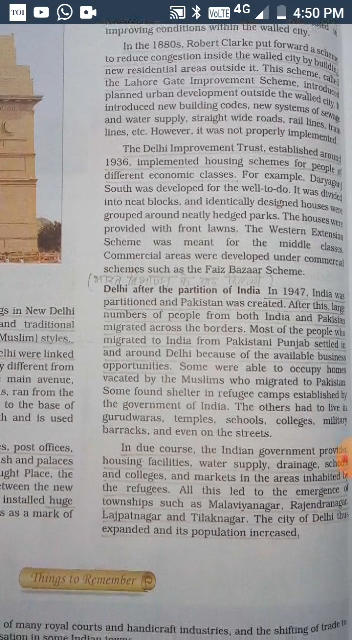 TOI
VoLTE 4G 4:50 PM
improving conditions within the walled city.
In the 1880s, Robert Clarke put forward a scheme
to reduce congestion inside the walled city by building
new residential areas outside it. This scheme, called
the Lahore Gate Improvement Scheme, introduced
planned urban development outside the walled city. It
introduced new building codes, new systems of sewage
and water supply, straight wide roads, rail lines, tram
lines, etc. However, it was not properly implemented.
The Delhi Improvement Trust, established around
1936, implemented housing schemes for people of
different economic classes. For example, Daryaganj
South was developed for the well-to-do. It was divided
into neat blocks, and identically designed houses were
grouped around neatly hedged parks. The houses were
provided with front lawns. The Western Extension
Scheme was meant for the middle classes.
Commercial areas were developed under commercial
schemes such as the Faiz Bazaar Scheme.
Delhi after the partition of India In 1947, India was
partitioned and Pakistan was created. After this, large
numbers of people from both India and Pakistan
migrated across the borders. Most of the people who
migrated to India from Pakistani Punjab settled in
and around Delhi because of the available business
opportunities. Some were able to occupy homes
vacated by the Muslims who migrated to Pakistan.
Some found shelter in refugee camps established by
the government of India. The others had to live in
gurudwaras, temples, schools, colleges, military
barracks, and even on the streets.
In due course, the Indian government provided
housing facilities, water supply, drainage, schools
and colleges, and markets in the areas inhabited by
the refugees. All this led to the emergence of
townships such as Malaviyanagar, Rajendranagar,
Lajpatnagar and Tilaknagar. The city of Delhi thus
expanded and its population increased.
gs in New Delhi
and traditional
Muslim) styles.
elhi were linked
y different from
main avenue,
s, ran from the
to the base of
h and is used
es, post offices,
sh and palaces
ught Place, the
etween the new
installed huge
s as a mark of
Things to Remember
of many royal courts and handicraft industries, and the shifting of trade to
sation in some Indian towns.